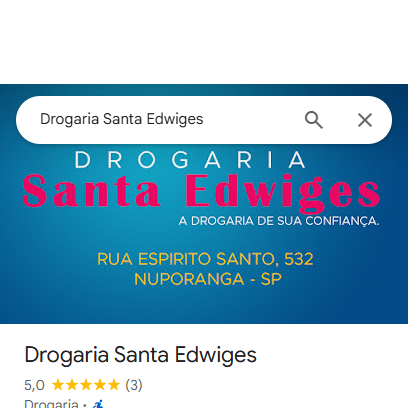 Drogaria Santa Edwiges
DROGARIA
Santa Edwiges
A DROGARIA DE SUA CONFIANÇA.
RUA ESPIRITO SANTO, 532
NUPORANGA - SP
Drogaria Santa Edwiges
5,0 ★★★★★ (3)
Drogaria ·